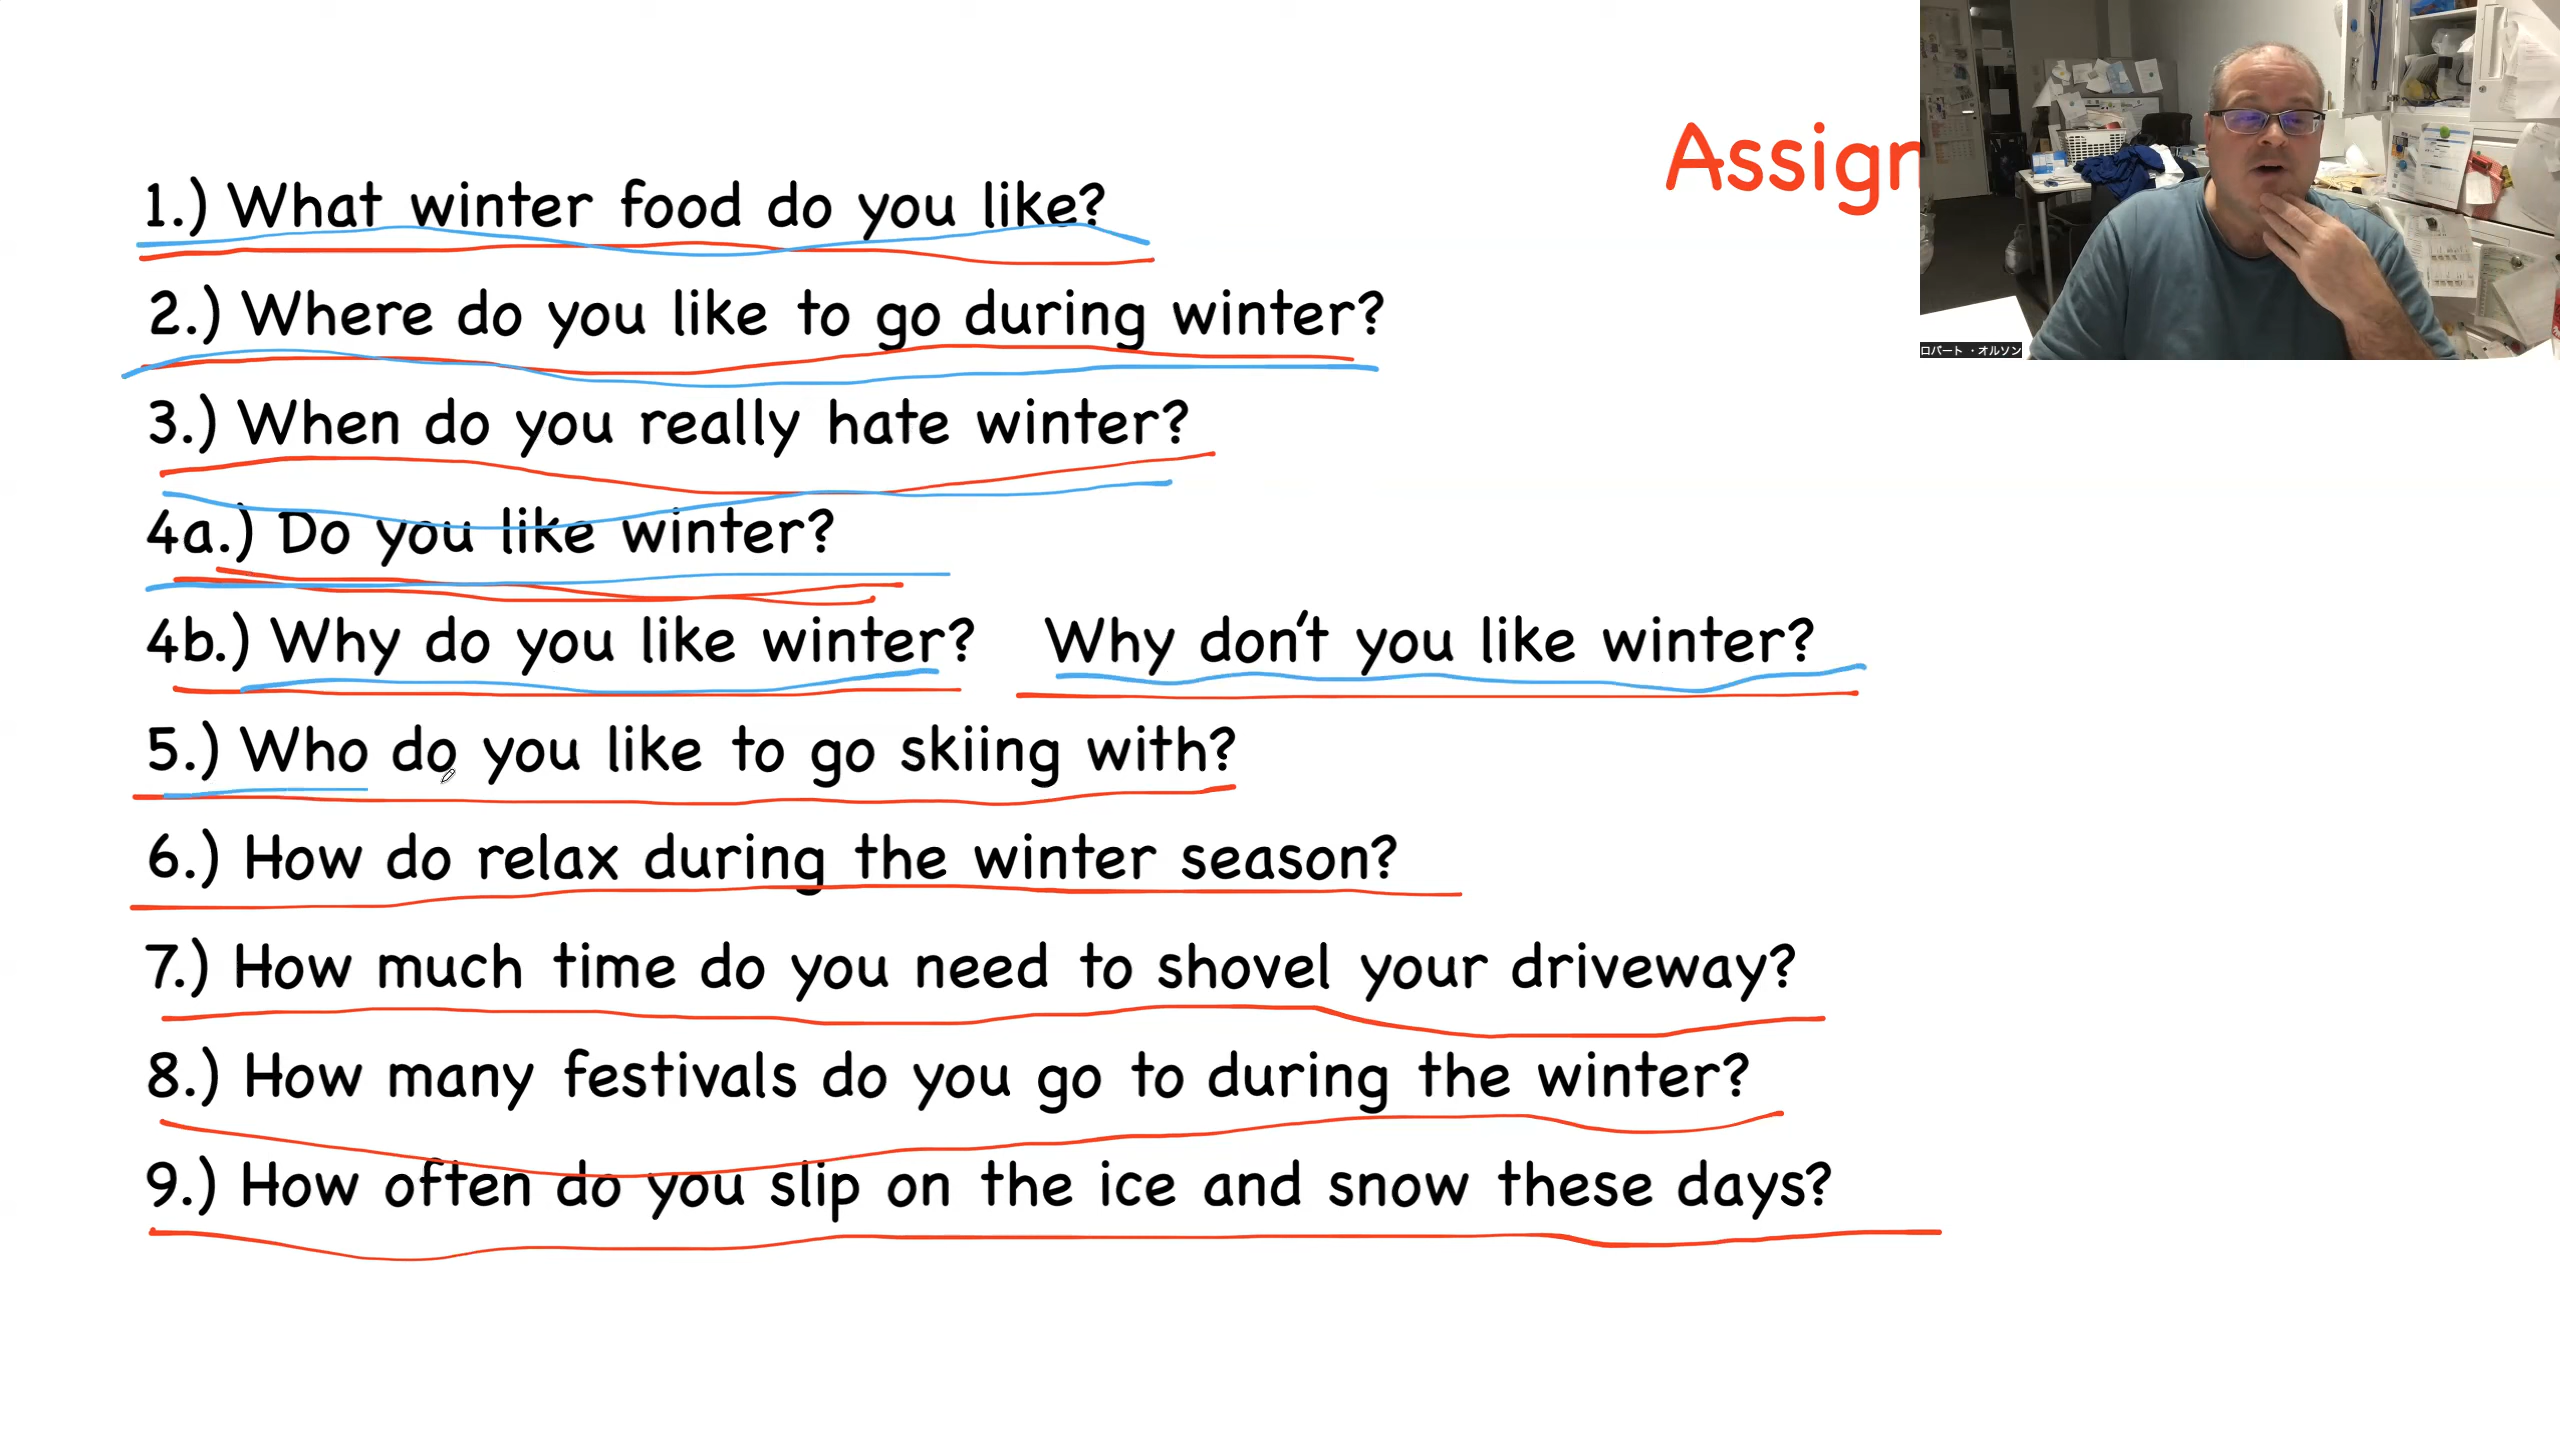 Assign
1.) What winter food do you like?
2.) Where do you like to go during winter?
3.) When do you really hate winter?
4a.) Do you like winter?
4b.) Why do you like winter? Why don't you like winter?
5.) Who do you like to go skiing with?
6.) How do relax during the winter season?
7.) How much time do you need to shovel your driveway?
8.) How many festivals do you go to during the winter?
9.) How often do you slip on the ice and snow these days?
ロバート・オルソン